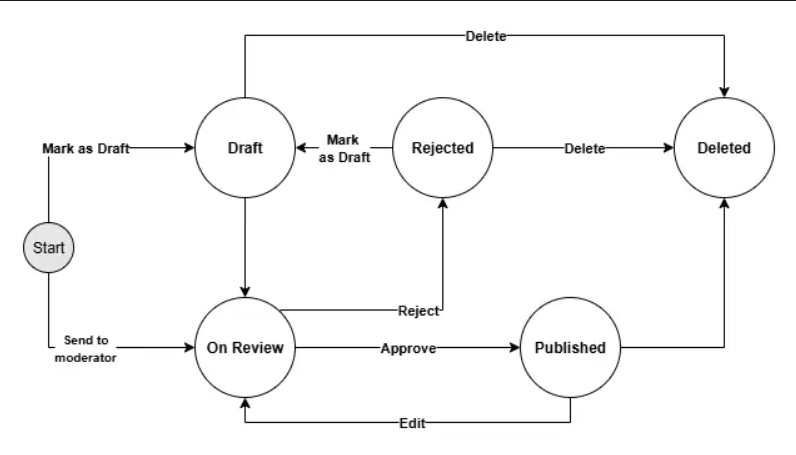 Delete
Mark as Draft
Draft
Mark
as Draft
Rejected
Delete
Deleted
Start
Send to
moderator
On Review
Reject
Approve
Published
Edit